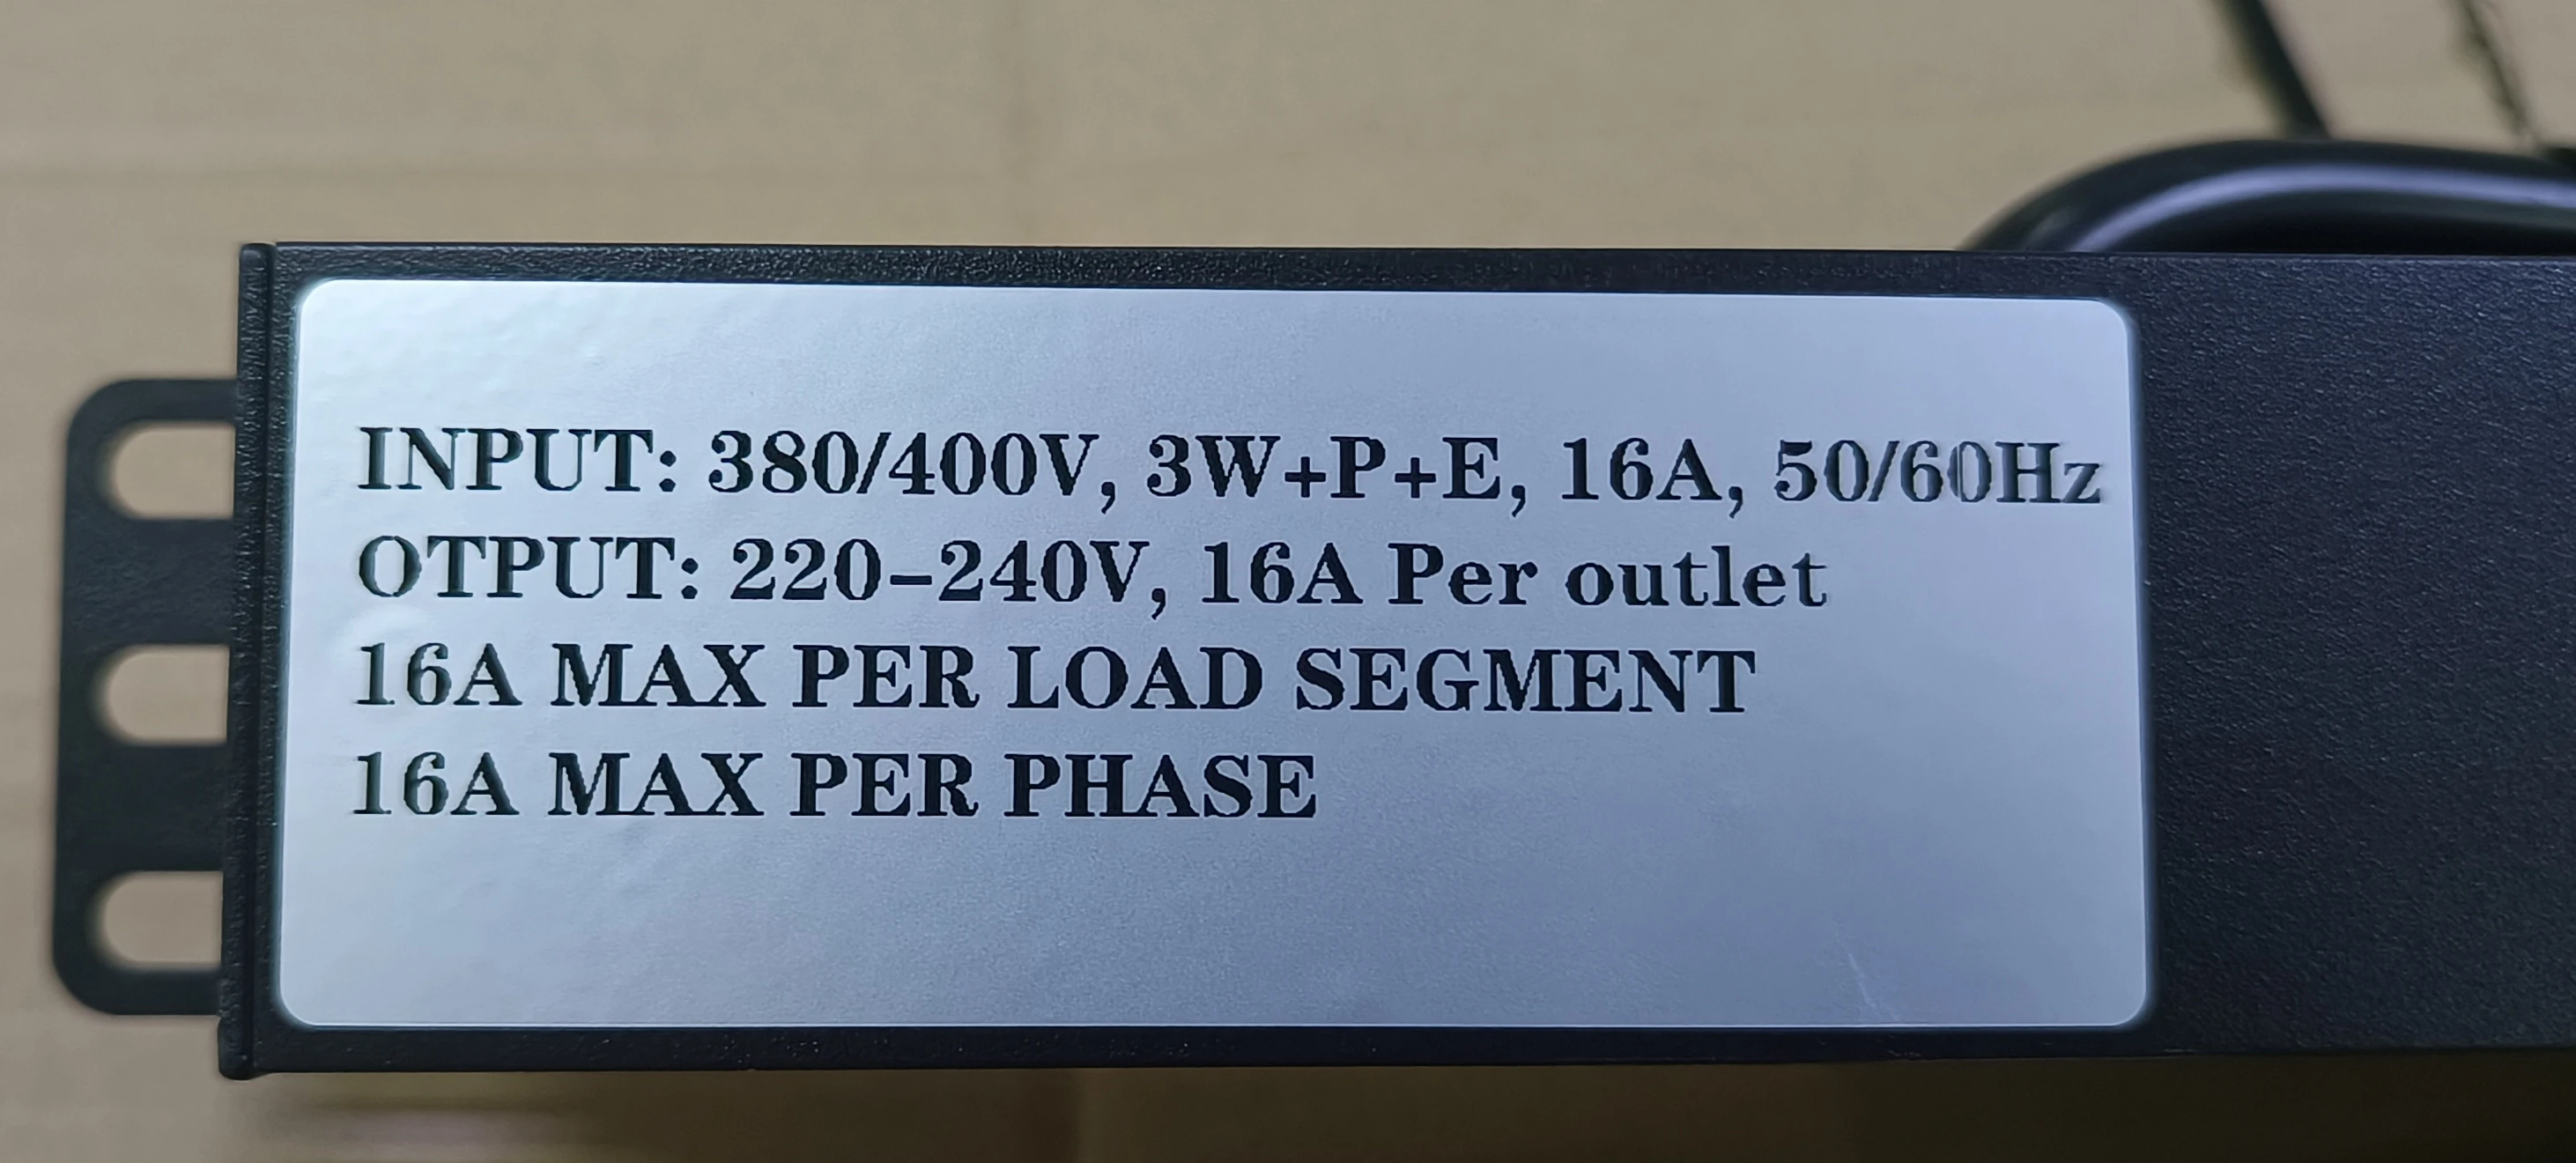 INPUT: 380/400V, 3W+P+E, 16A, 50/60Hz
OTPUT: 220-240V, 16A Per outlet
16A MAX PER LOAD SEGMENT
16A MAX PER PHASE